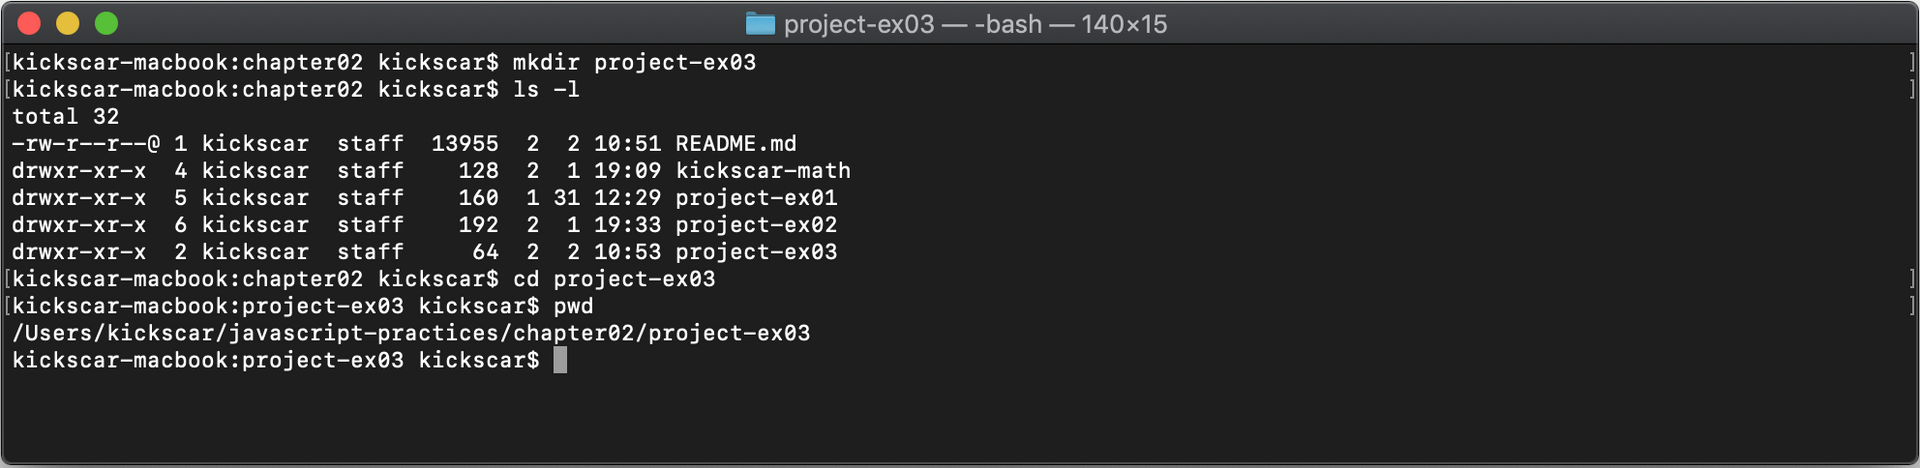 project-ex03 — -bash — 140×15
[kickscar-macbook:chapter02 kickscar$ mkdir project-ex03 ]
[kickscar-macbook:chapter02 kickscar$ ls -l ]
total 32
-rw-r--r--@ 1 kickscar  staff  13955  2  2 10:51 README.md
drwxr-xr-x  4 kickscar  staff    128  2  1 19:09 kickscar-math
drwxr-xr-x  5 kickscar  staff    160  1 31 12:29 project-ex01
drwxr-xr-x  6 kickscar  staff    192  2  1 19:33 project-ex02
drwxr-xr-x  2 kickscar  staff     64  2  2 10:53 project-ex03
[kickscar-macbook:chapter02 kickscar$ cd project-ex03 ]
[kickscar-macbook:project-ex03 kickscar$ pwd ]
/Users/kickscar/javascript-practices/chapter02/project-ex03
kickscar-macbook:project-ex03 kickscar$